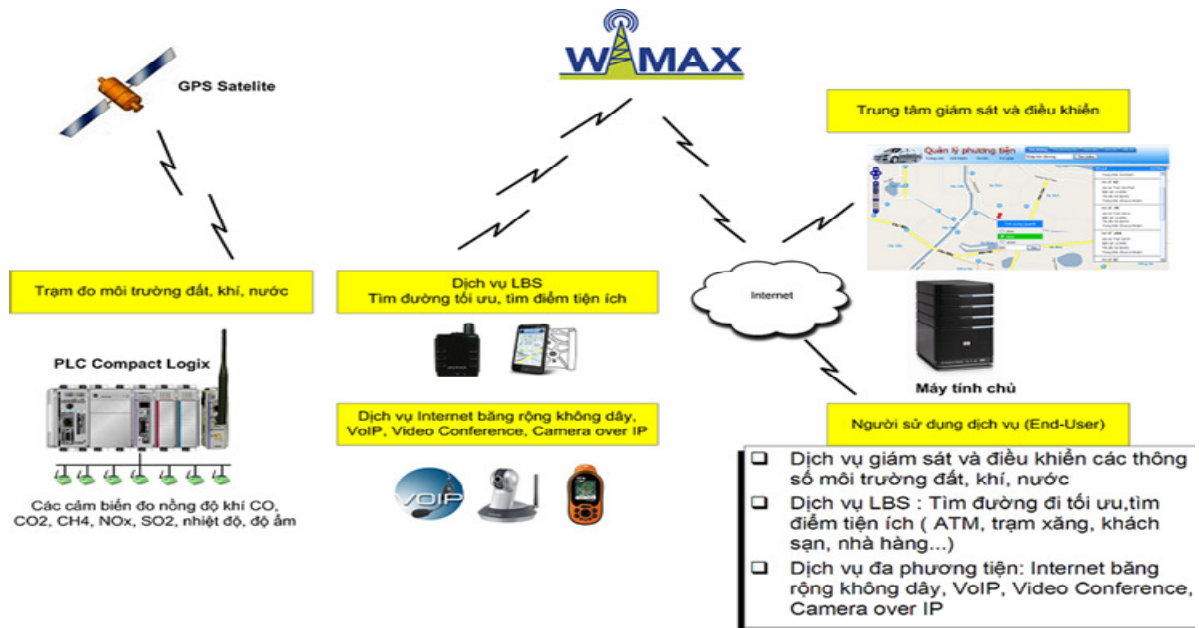 WiMAX
GPS Satelite
Trung tâm giám sát và điều khiển
Quản lý phương tiện
Trạm đo môi trường đất, khí, nước
Dịch vụ LBS
Tìm đường tối ưu, tìm điểm tiện ích
Internet
PLC Compact Logix
Máy tính chủ
Dịch vụ Internet băng rộng không dây,
VoIP, Video Conference, Camera over IP
Người sử dụng dịch vụ (End-User)
VOIP
Các cảm biến đo nồng độ khí CO,
CO2, CH4, NOx, SO2, nhiệt độ, độ ẩm
❑ Dịch vụ giám sát và điều khiển các thông
số môi trường đất, khí, nước
❑ Dịch vụ LBS : Tìm đường đi tối ưu,tìm
điểm tiện ích ( ATM, trạm xăng, khách
sạn, nhà hàng...)
❑ Dịch vụ đa phương tiện: Internet băng
rộng không dây, VoIP, Video Conference,
Camera over IP